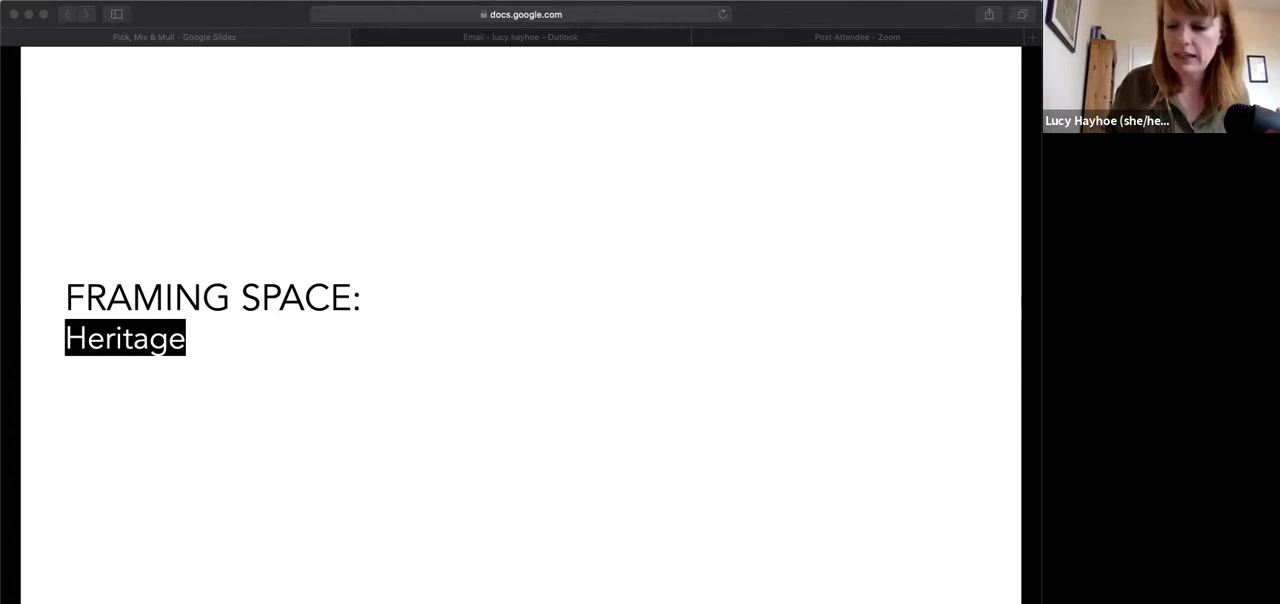 docs.google.com
Pick, Mix & Mull - Google Slides
Email - lucy hayhoe - Outlook
Post Attendee - Zoom
Lucy Hayhoe (she/he...
FRAMING SPACE:
Heritage